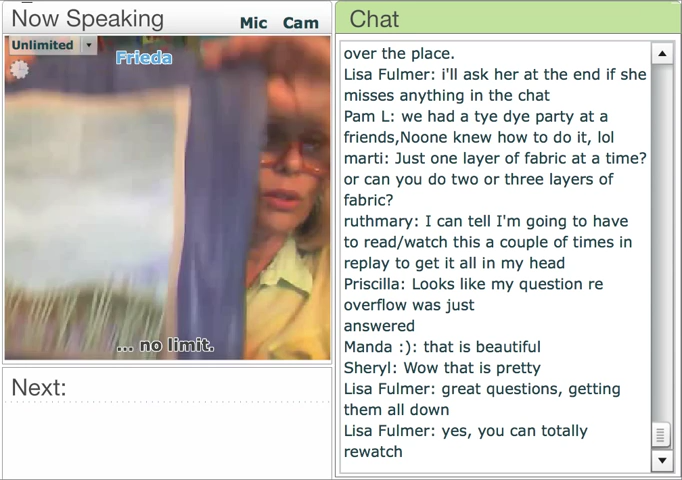 Now Speaking
Mic Cam
Unlimited
Frieda
... no limit.
Next:
Chat
over the place.
Lisa Fulmer: i'll ask her at the end if she
misses anything in the chat
Pam L: we had a tye dye party at a
friends,Noone knew how to do it, lol
marti: Just one layer of fabric at a time?
or can you do two or three layers of
fabric?
ruthmary: I can tell I'm going to have
to read/watch this a couple of times in
replay to get it all in my head
Priscilla: Looks like my question re
overflow was just
answered
Manda :): that is beautiful
Sheryl: Wow that is pretty
Lisa Fulmer: great questions, getting
them all down
Lisa Fulmer: yes, you can totally
rewatch